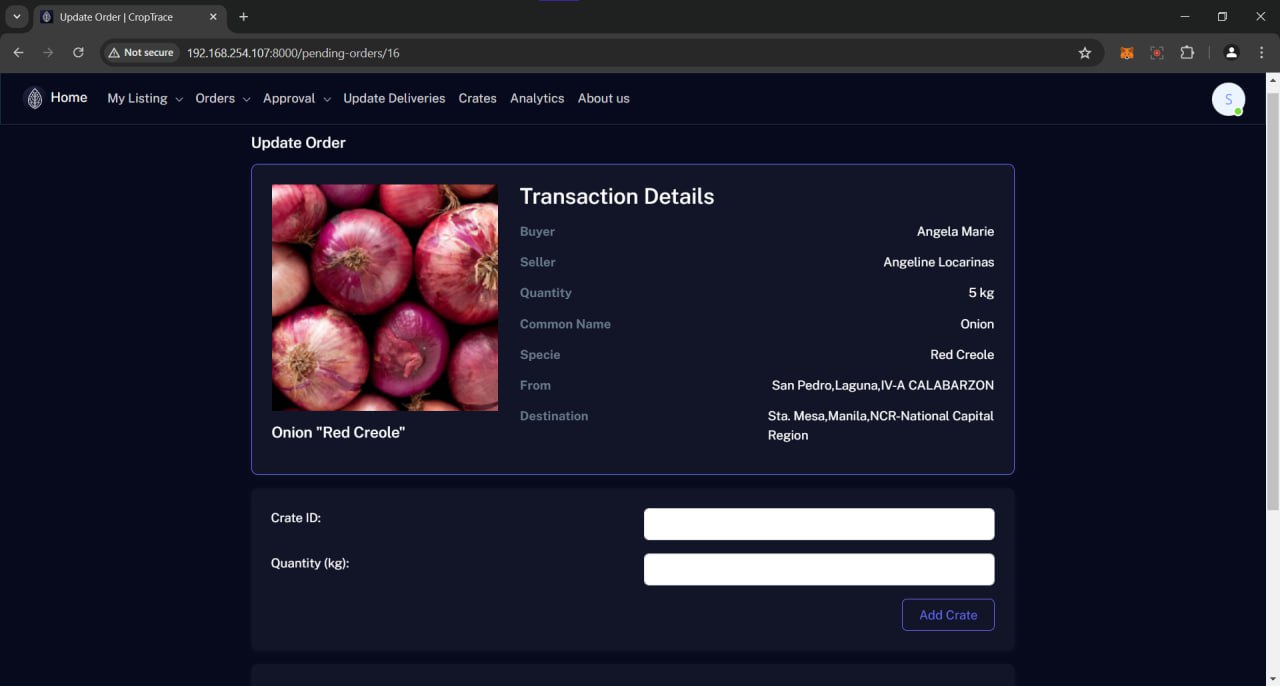 Update Order | CropTrace
Not secure 192.168.254.107:8000/pending-orders/16
Home My Listing Orders Approval Update Deliveries Crates Analytics About us S
Update Order
Transaction Details
Buyer Angela Marie
Seller Angeline Locarinas
Quantity 5 kg
Common Name Onion
Specie Red Creole
From San Pedro,Laguna,IV-A CALABARZON
Destination Sta. Mesa,Manila,NCR-National Capital
Region
Onion "Red Creole"
Crate ID:
Quantity (kg):
Add Crate